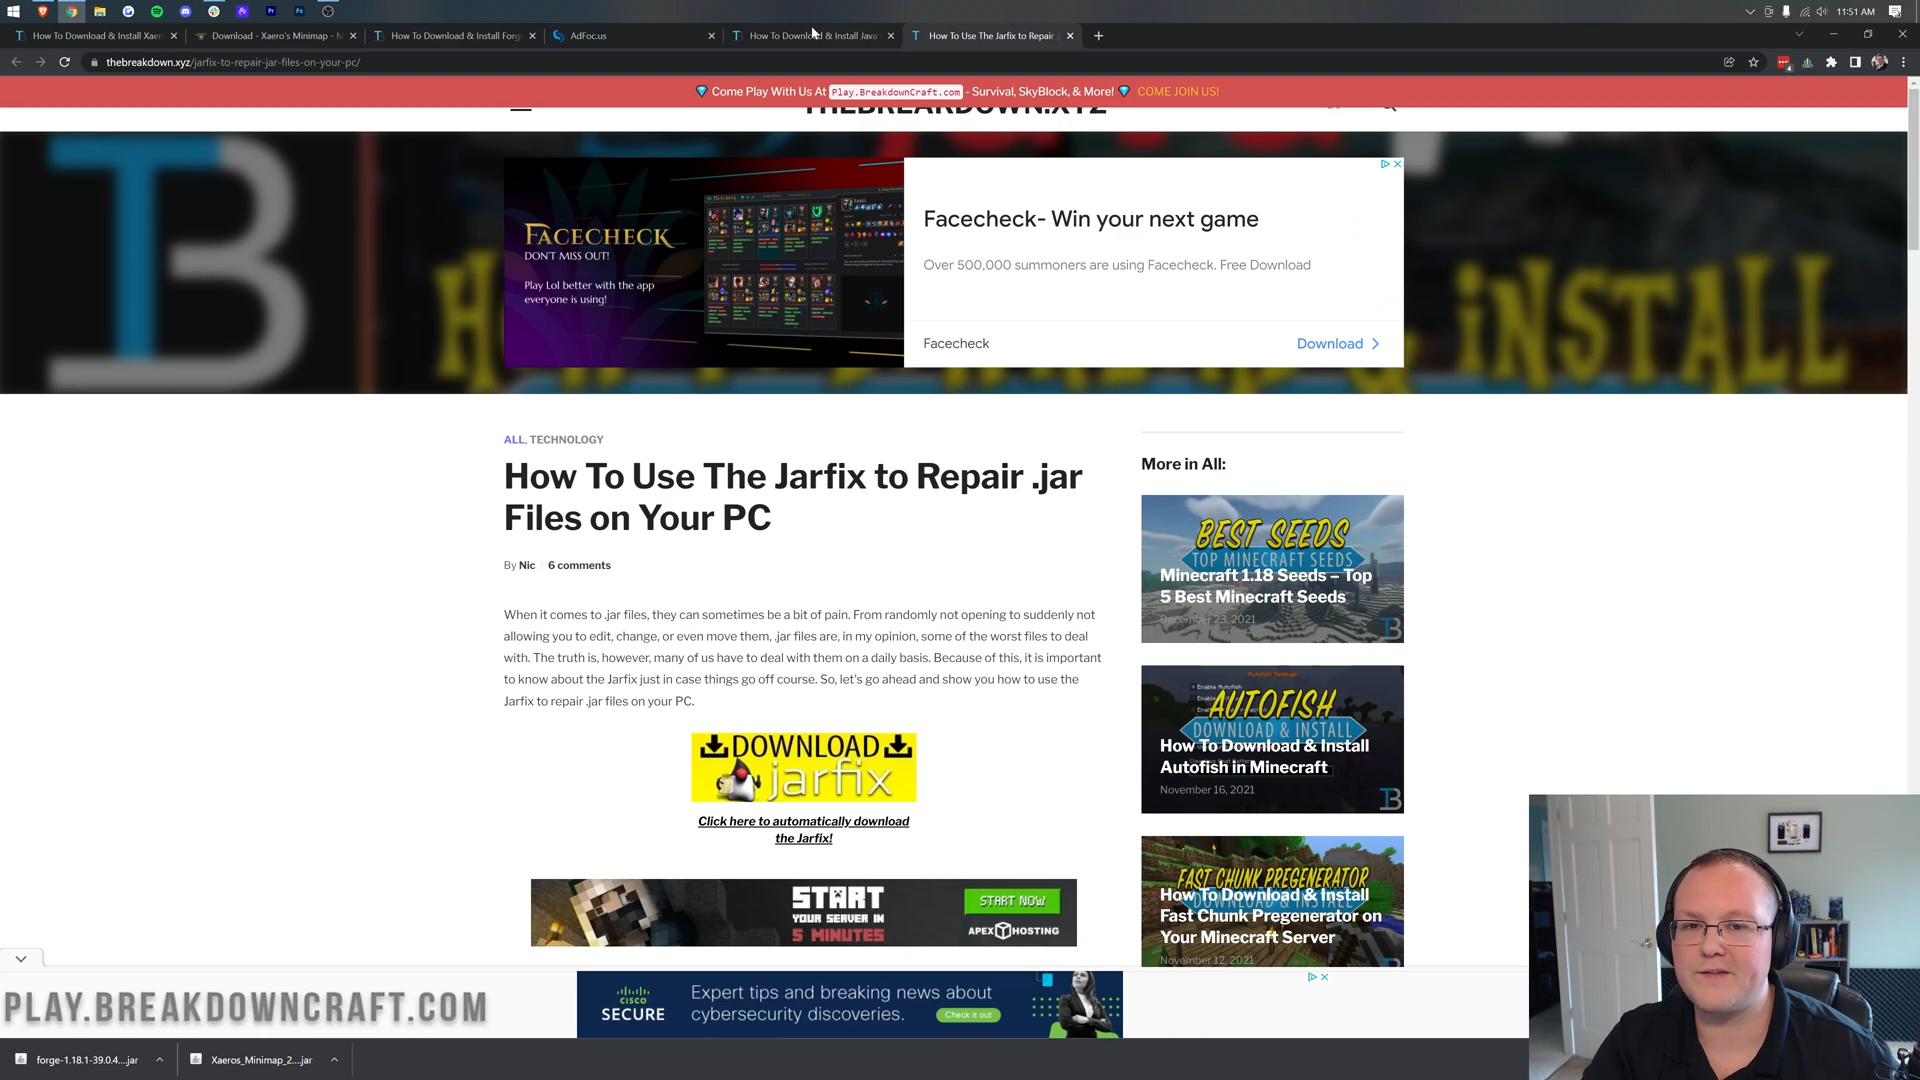 11:51 AM
How To Download & Install Xaer
Download - Xaero's Minimap - M
How To Download & Install Forg
AdFoc.us
How To Download & Install Java
How To Use The Jarfix to Repair .
thebreakdown.xyz/jarfix-to-repair-jar-files-on-your-pc/
Come Play With Us At Play.BreakdownCraft.com - Survival, SkyBlock, & More! COME JOIN US!
THEBREAKDOWN.XYZ
FACECHECK
DON'T MISS OUT!
Play Lol better with the app
everyone is using!
Facecheck- Win your next game
Over 500,000 summoners are using Facecheck. Free Download
Facecheck
Download
INSTALL
ALL, TECHNOLOGY
How To Use The Jarfix to Repair .jar
Files on Your PC
By Nic / 6 comments
When it comes to .jar files, they can sometimes be a bit of pain. From randomly not opening to suddenly not
allowing you to edit, change, or even move them, .jar files are, in my opinion, some of the worst files to deal
with. The truth is, however, many of us have to deal with them on a daily basis. Because of this, it is important
to know about the Jarfix just in case things go off course. So, let's go ahead and show you how to use the
Jarfix to repair .jar files on your PC.
DOWNLOAD
jarfix
Click here to automatically download
the Jarfix!
START
YOUR SERVER IN
5 MINUTES
START NOW
APEX HOSTING
More in All:
BEST SEEDS
TOP MINECRAFT SEEDS
Minecraft 1.18 Seeds – Top
5 Best Minecraft Seeds
December 23, 2021
AUTOFISH
DOWNLOAD & INSTALL
How To Download & Install
Autofish in Minecraft
November 16, 2021
FAST CHUNK PREGENERATOR
How To Download & Install
Fast Chunk Pregenerator on
Your Minecraft Server
November 12, 2021
PLAY.BREAKDOWNCRAFT.COM
CISCO
SECURE
Expert tips and breaking news about
cybersecurity discoveries.
Check it out
forge-1.18.1-39.0.4....jar
Xaeros_Minimap_2....jar